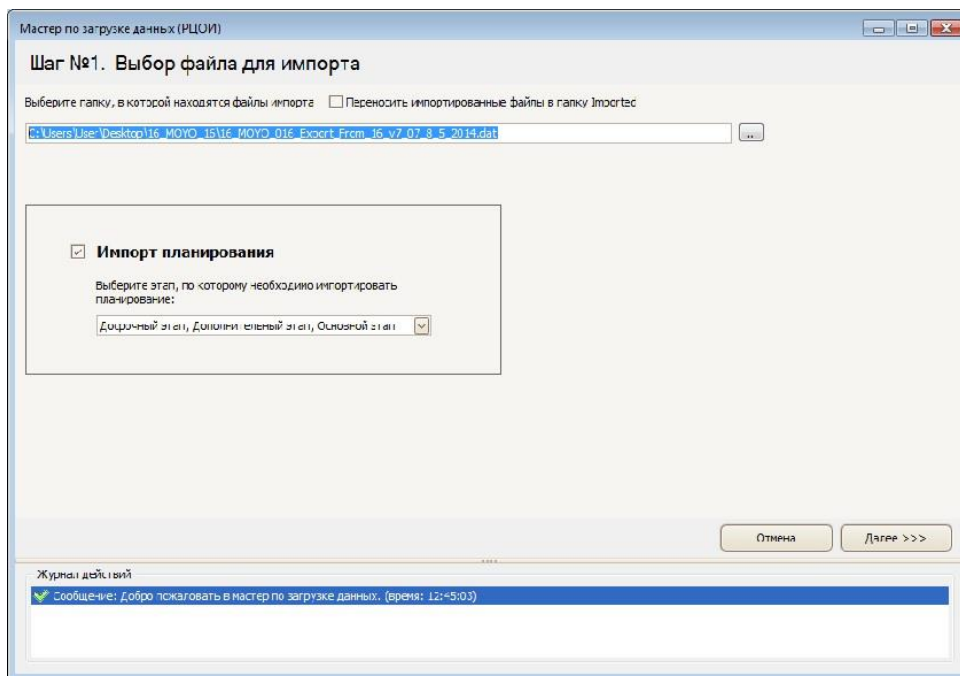 Мастер по загрузке данных (РЦОИ)
Шаг №1. Выбор файла для импорта
Выберите папку, в которой находятся файлы импорта Переносить импортированные файлы в папку Imported
C:\Users\User\Desktop\16_MOYO_15\16_MOYO_016_Export_From_16_v7_07_8_5_2014.dat
..
Импорт планирования
Выберите этап, по которому необходимо импортировать
планирование:
Досрочный этап, Дополнительный этап, Основной этап
Отмена
Далее >>>
Журнал действий
Сообщение: Добро пожаловать в мастер по загрузке данных. (время: 12:45:03)